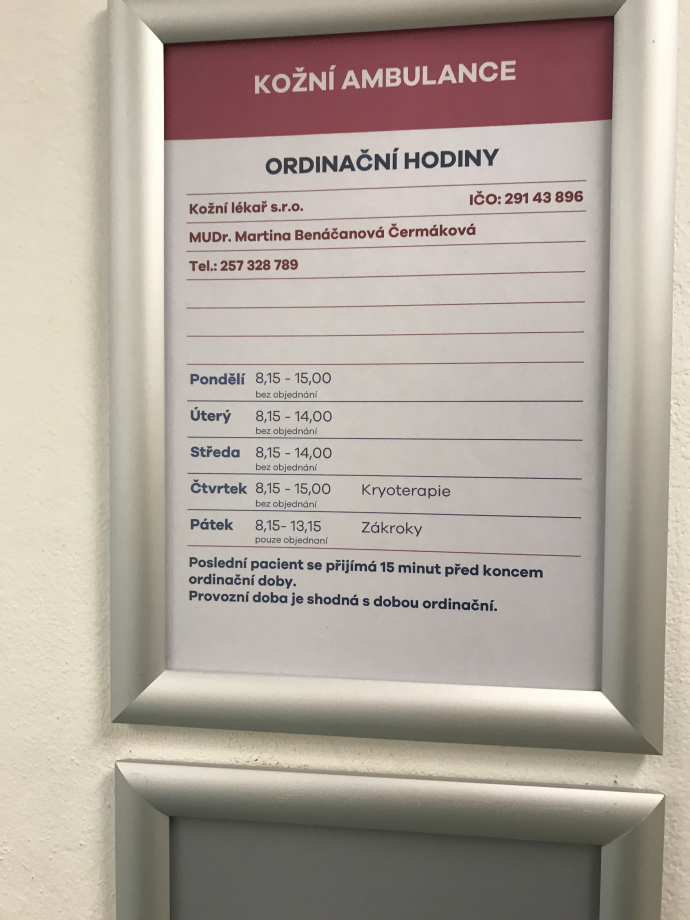 KOŽNÍ AMBULANCE
ORDINAČNÍ HODINY
Kožní lékař s.r.o. IČO: 291 43 896
MUDr. Martina Benáčanová Čermáková
Tel.: 257 328 789
Pondělí 8,15 - 15,00
bez objednání
Úterý 8,15 - 14,00
bez objednání
Středa 8,15 - 14,00
bez objednání
Čtvrtek 8,15 - 15,00 Kryoterapie
bez objednání
Pátek 8,15- 13,15 Zákroky
pouze objednaní
Poslední pacient se přijímá 15 minut před koncem
ordinační doby.
Provozní doba je shodná s dobou ordinační.